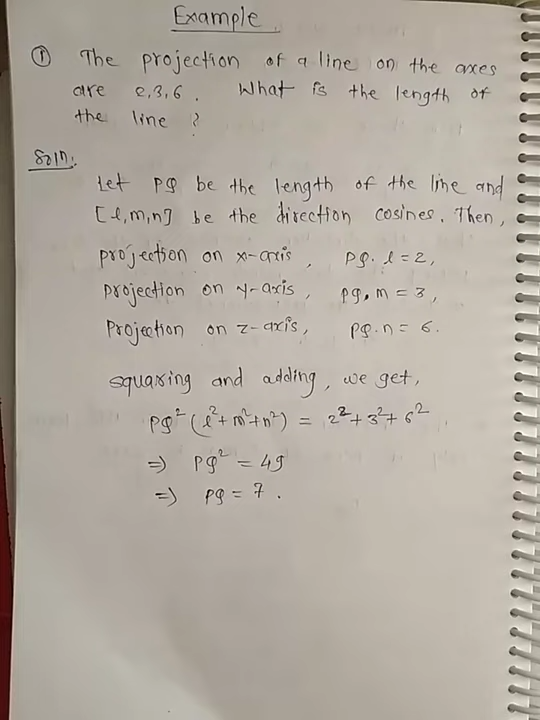 Example.
① The projection of a line on the axes
are 2,3,6. What is the length of
the line ?
Soln:
Let PQ be the length of the line and
[l,m,n] be the direction cosines. Then,
projection on x-axis, PQ. l = 2,
projection on y-axis, PQ. m = 3,
Projection on z-axis, PQ. n = 6.
squaring and adding, we get,
PQ² (l²+m²+n²) = 2²+3²+6²
=> PQ² = 49
=> PQ = 7.